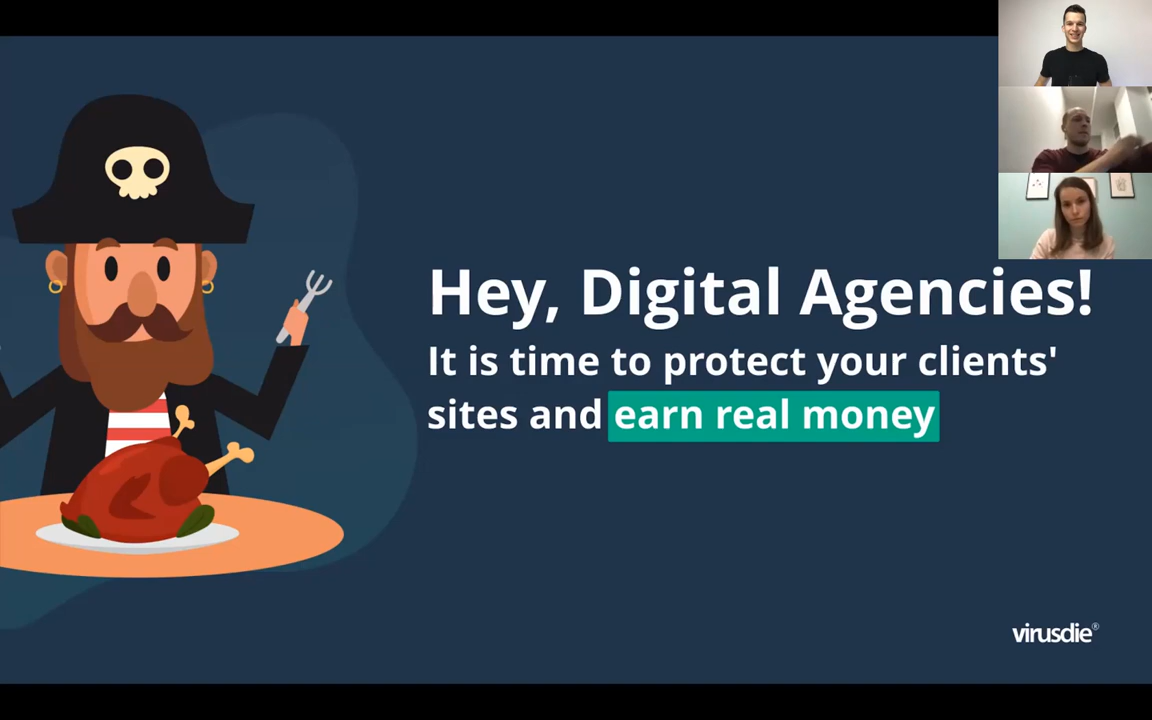 Hey, Digital Agencies!
It is time to protect your clients'
sites and earn real money
virusdie®